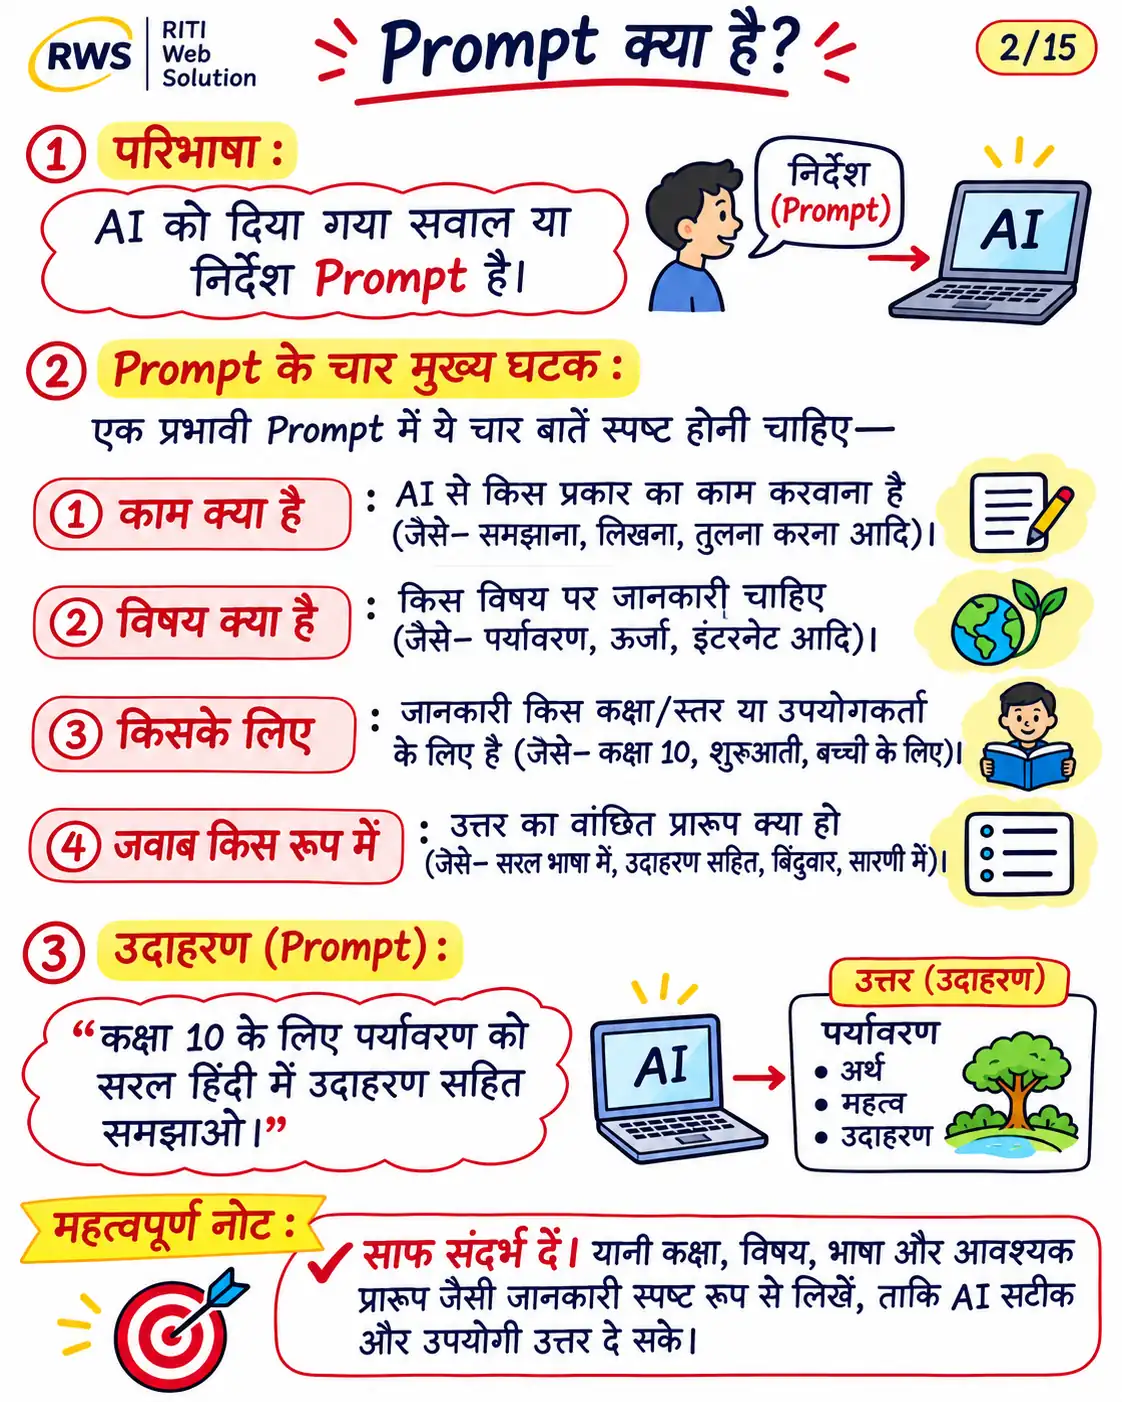 RWS
RITI
Web
Solution
Prompt क्या है?
2/15
1 परिभाषा :
AI को दिया गया सवाल या
निर्देश Prompt है।
निर्देश
(Prompt)
AI
2 Prompt के चार मुख्य घटक :
एक प्रभावी Prompt में ये चार बातें स्पष्ट होनी चाहिए—
1 काम क्या है : AI से किस प्रकार का काम करवाना है
(जैसे– समझाना, लिखना, तुलना करना आदि)।
2 विषय क्या है : किस विषय पर जानकारी चाहिए
(जैसे– पर्यावरण, ऊर्जा, इंटरनेट आदि)।
3 किसके लिए : जानकारी किस कक्षा/स्तर या उपयोगकर्ता
के लिए है (जैसे– कक्षा 10, शुरुआती, बच्ची के लिए)।
4 जवाब किस रूप में : उत्तर का वांछित प्रारूप क्या हो
(जैसे– सरल भाषा में, उदाहरण सहित, बिंदुवार, सारणी में)।
3 उदाहरण (Prompt) :
“कक्षा 10 के लिए पर्यावरण को
सरल हिंदी में उदाहरण सहित
समझाओ।”
AI
उत्तर (उदाहरण)
पर्यावरण
• अर्थ
• महत्व
• उदाहरण
महत्वपूर्ण नोट :
✓ साफ संदर्भ दें। यानी कक्षा, विषय, भाषा और आवश्यक
प्रारूप जैसी जानकारी स्पष्ट रूप से लिखें, ताकि AI सटीक
और उपयोगी उत्तर दे सके।